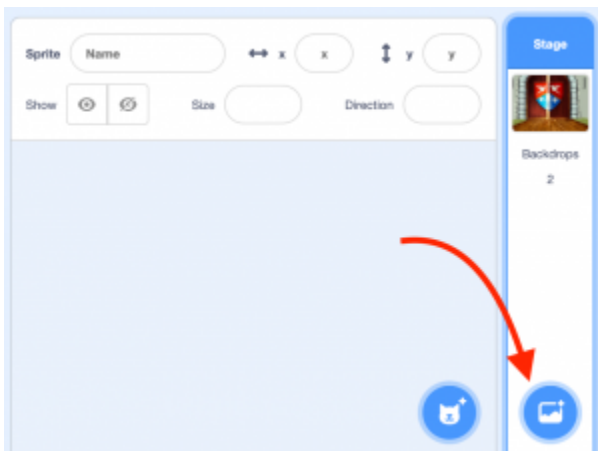 Sprite Name x x y y
Show Size Direction
Stage
Backdrops
2